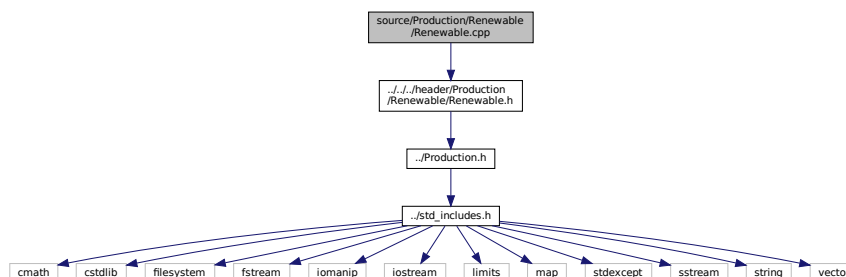 source/Production/Renewable
/Renewable.cpp
../../../header/Production
/Renewable/Renewable.h
../Production.h
../std_includes.h
cmath cstdlib filesystem fstream iomanip iostream limits map stdexcept sstream string vecto